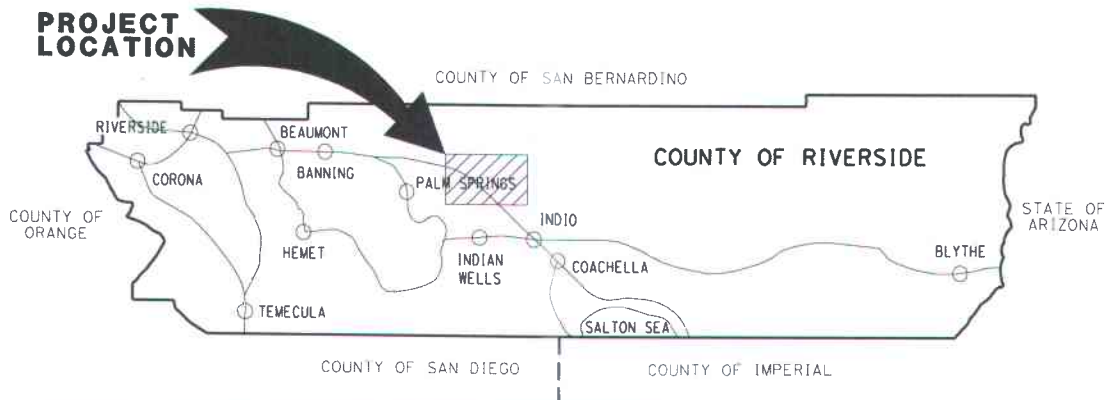 PROJECT
LOCATION
COUNTY OF SAN BERNARDINO
RIVERSIDE
BEAUMONT
COUNTY OF RIVERSIDE
CORONA
BANNING
PALM SPRINGS
COUNTY OF
ORANGE
STATE OF
ARIZONA
INDIO
HEMET
INDIAN
WELLS
COACHELLA
BLYTHE
TEMECULA
SALTON SEA
COUNTY OF SAN DIEGO
COUNTY OF IMPERIAL